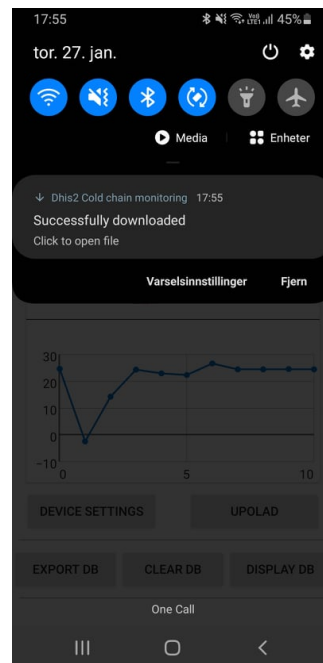 17:55 Vo)) LTE1 45%
tor. 27. jan.
Media Enheter
Dhis2 Cold chain monitoring 17:55
Successfully downloaded
Click to open file
Varselsinnstillinger Fjern
30
20
10
0
-10
0 5 10
DEVICE SETTINGS UPOLAD
EXPORT DB CLEAR DB DISPLAY DB
One Call